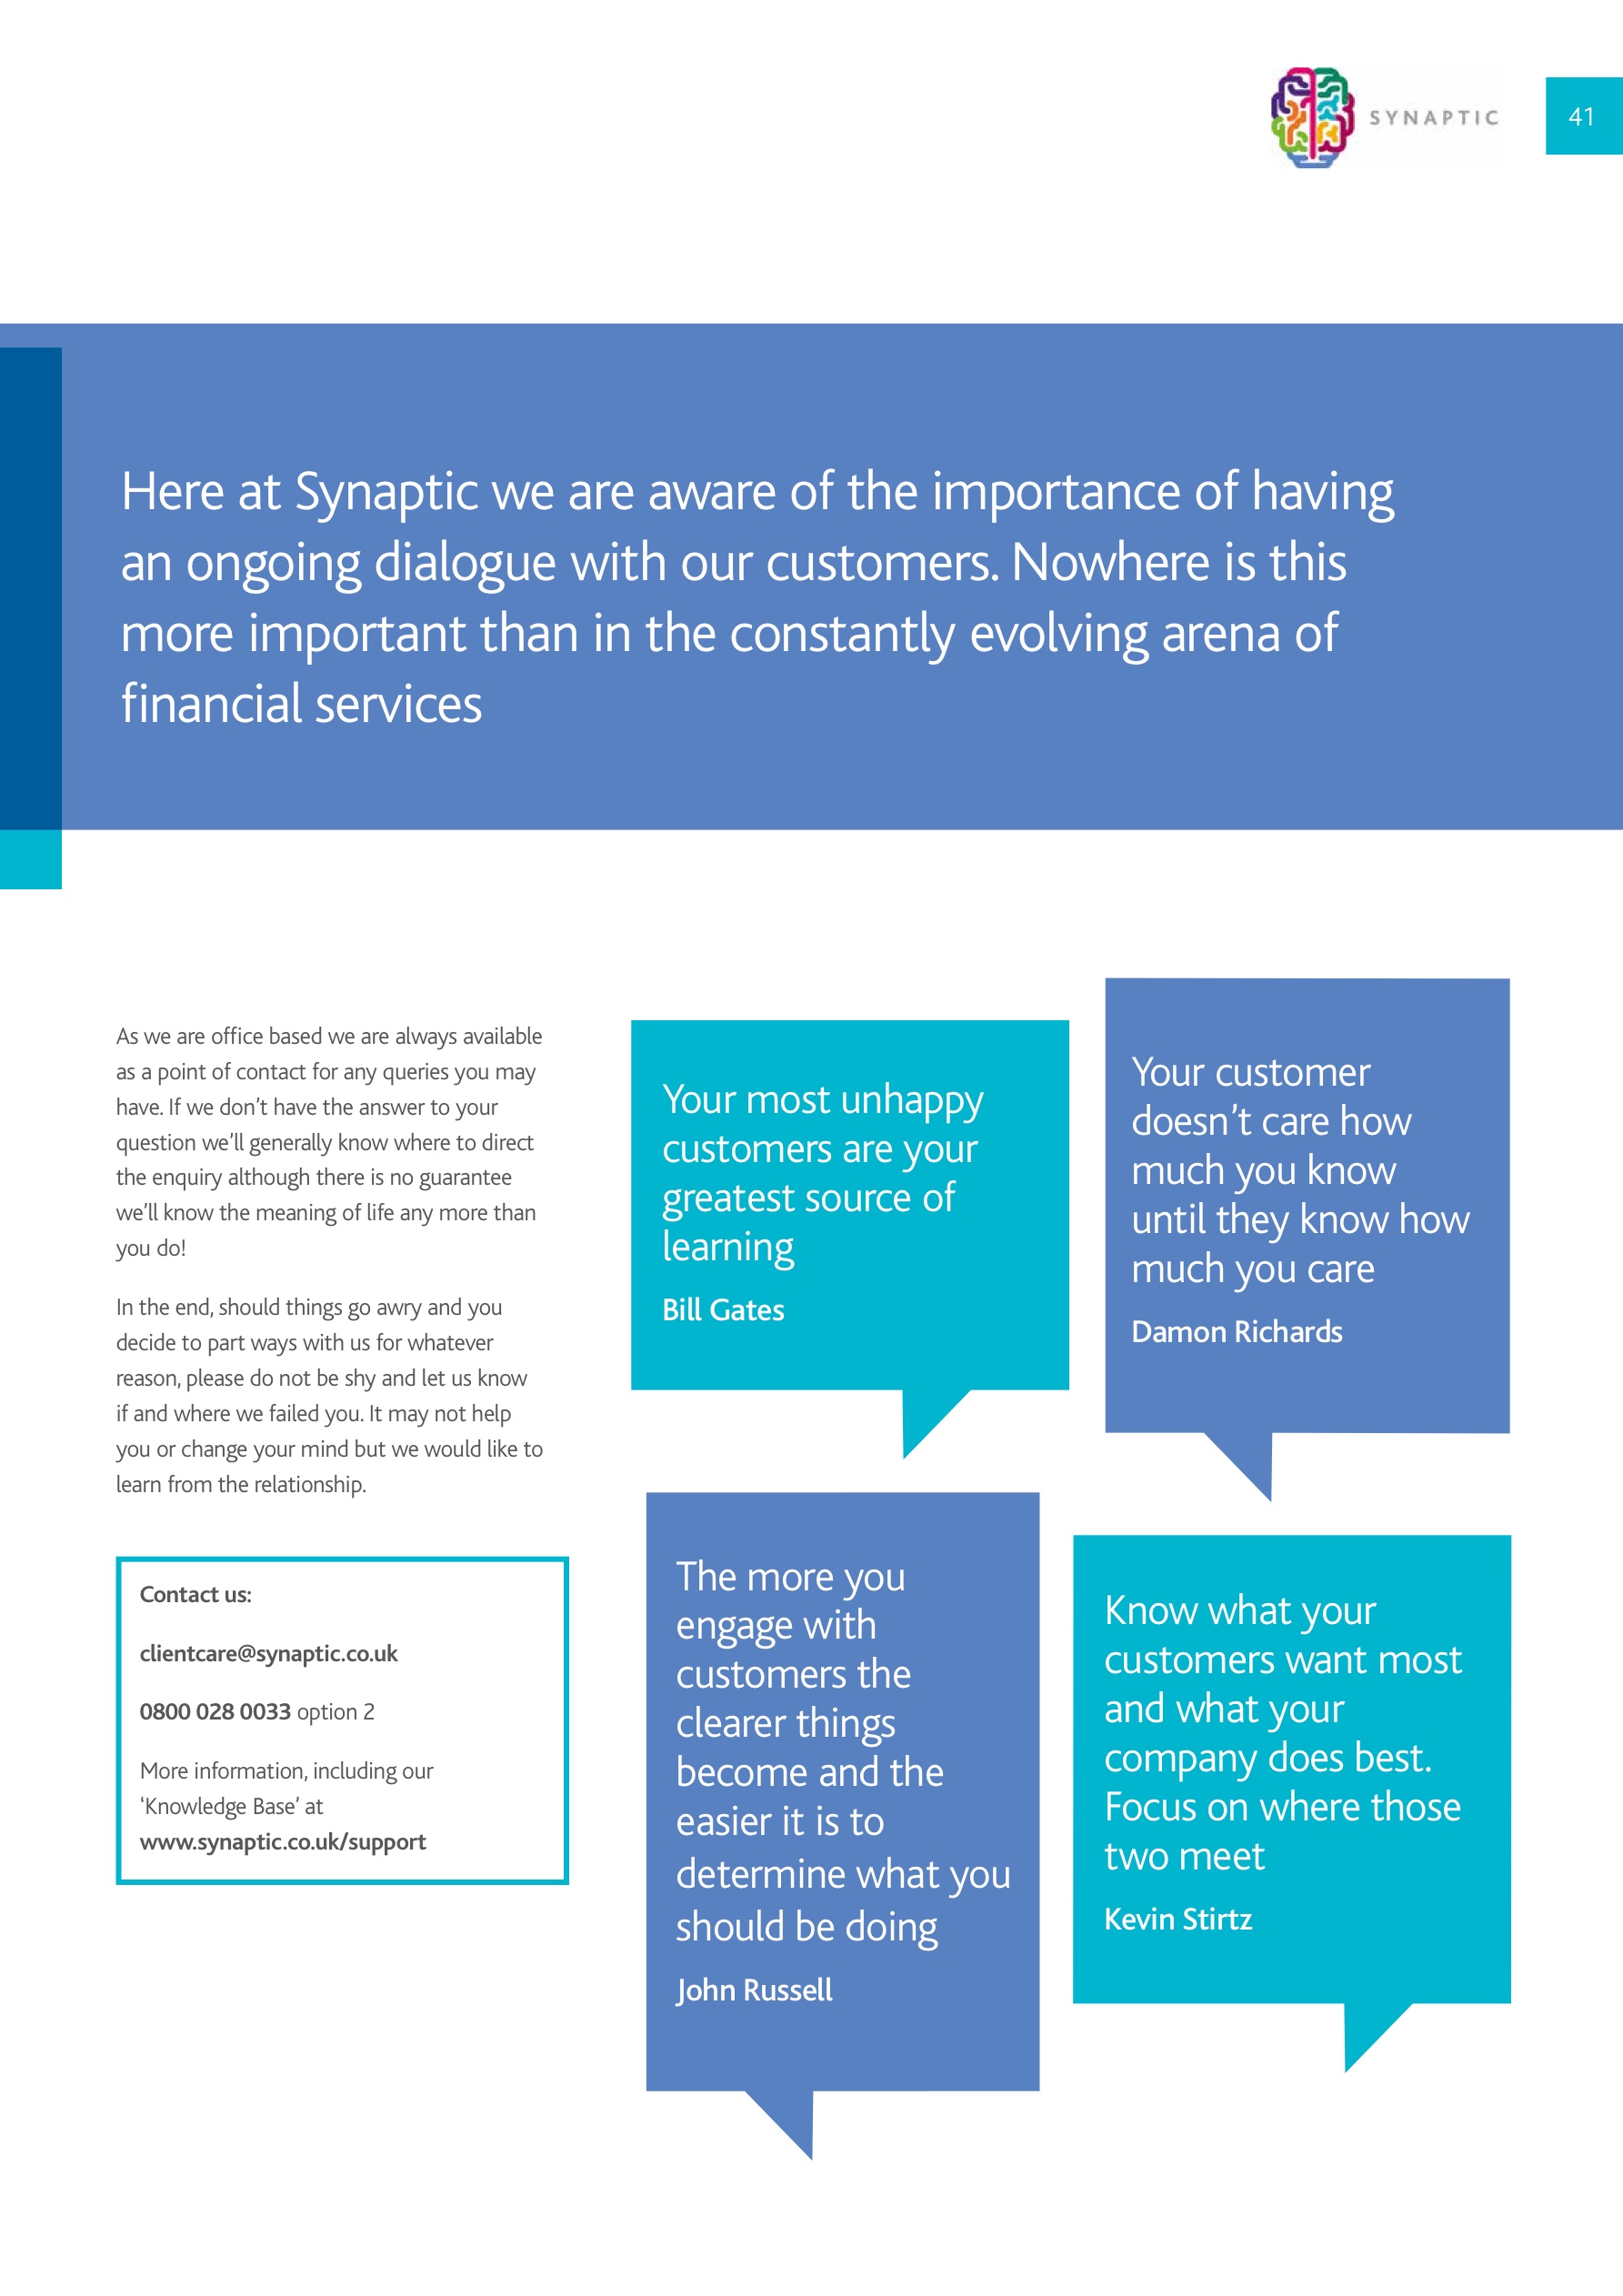 SYNAPTIC
41
Here at Synaptic we are aware of the importance of having
an ongoing dialogue with our customers. Nowhere is this
more important than in the constantly evolving arena of
financial services
As we are office based we are always available
as a point of contact for any queries you may
have. If we don’t have the answer to your
question we’ll generally know where to direct
the enquiry although there is no guarantee
we’ll know the meaning of life any more than
you do!
In the end, should things go awry and you
decide to part ways with us for whatever
reason, please do not be shy and let us know
if and where we failed you. It may not help
you or change your mind but we would like to
learn from the relationship.
Contact us:
clientcare@synaptic.co.uk
0800 028 0033 option 2
More information, including our
‘Knowledge Base’ at
www.synaptic.co.uk/support
Your most unhappy
customers are your
greatest source of
learning
Bill Gates
Your customer
doesn’t care how
much you know
until they know how
much you care
Damon Richards
The more you
engage with
customers the
clearer things
become and the
easier it is to
determine what you
should be doing
John Russell
Know what your
customers want most
and what your
company does best.
Focus on where those
two meet
Kevin Stirtz